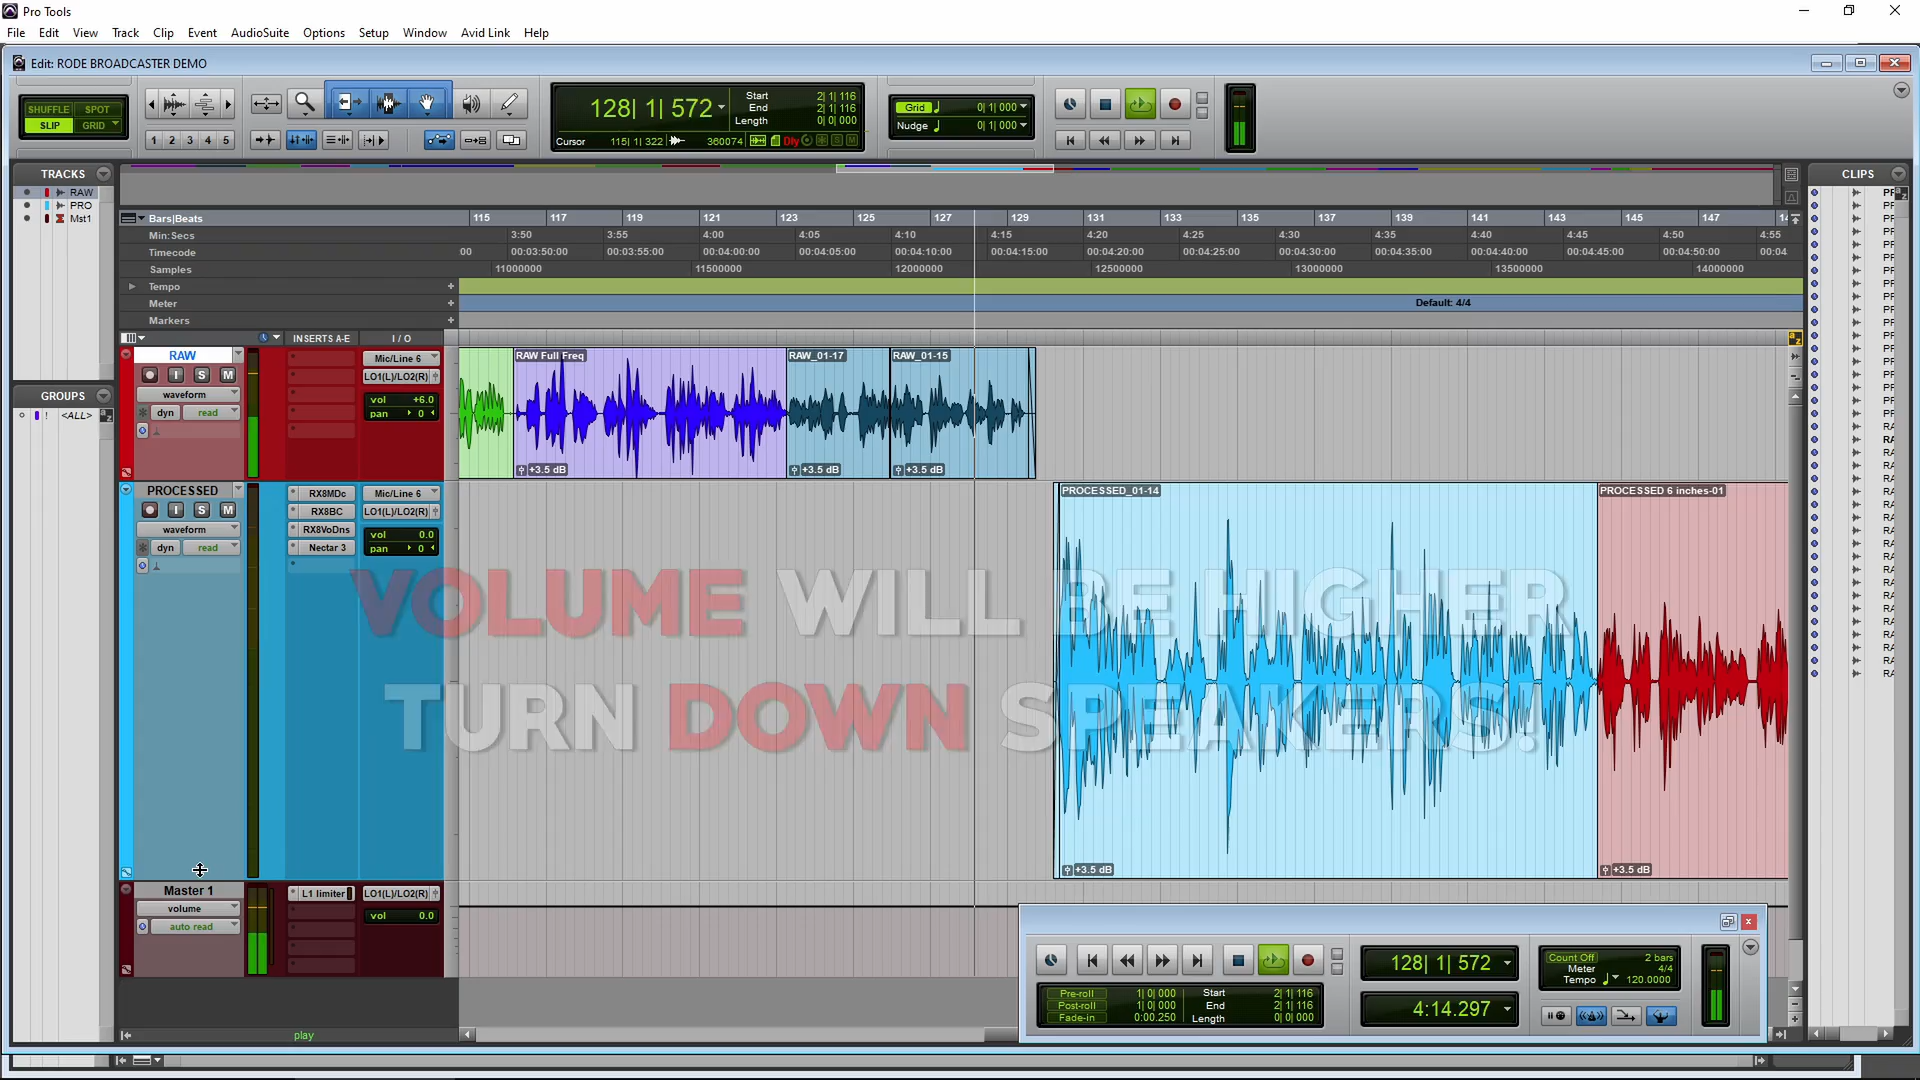 Pro Tools
File Edit View Track Clip Event AudioSuite Options Setup Window Avid Link Help
Edit: RODE BROADCASTER DEMO
SHUFFLE SPOT
SLIP GRID
1 2 3 4 5
128| 1| 572
Start 2| 1| 116
End 2| 1| 116
Length 0| 0| 000
Cursor 115| 1| 322 360074 Dly S M
Grid 0| 1| 000
Nudge 0| 1| 000
TRACKS
RAW
PRO
Mst1
GROUPS
! <ALL>
CLIPS
Bars|Beats 115 117 119 121 123 125 127 129 131 133 135 137 139 141 143 145 147
Min:Secs 3:50 3:55 4:00 4:05 4:10 4:15 4:20 4:25 4:30 4:35 4:40 4:45 4:50 4:55
Timecode 00 00:03:50:00 00:03:55:00 00:04:00:00 00:04:05:00 00:04:10:00 00:04:15:00 00:04:20:00 00:04:25:00 00:04:30:00 00:04:35:00 00:04:40:00 00:04:45:00 00:04:50:00 00:04
Samples 11000000 11500000 12000000 12500000 13000000 13500000 14000000
Tempo
Meter Default: 4/4
Markers
INSERTS A-E I / O
RAW
I S M
waveform
dyn read
Mic/Line 6
LO1(L)/LO2(R)
vol +6.0
pan 0
RAW Full Freq RAW_01-17 RAW_01-15
+3.5 dB +3.5 dB +3.5 dB
PROCESSED
I S M
waveform
dyn read
RX8MDc
RX8BC
RX8VoDns
Nectar 3
Mic/Line 6
LO1(L)/LO2(R)
vol 0.0
pan 0
PROCESSED_01-14 PROCESSED 6 inches-01
+3.5 dB +3.5 dB
VOLUME WILL BE HIGHER
TURN DOWN SPEAKERS!
Master 1
volume
auto read
L1 limiter
LO1(L)/LO2(R)
vol 0.0
play
128| 1| 572
4:14.297
Pre-roll 1| 0| 000
Post-roll 1| 0| 000
Fade-in 0:00.250
Start 2| 1| 116
End 2| 1| 116
Length 0| 0| 000
Count Off 2 bars
Meter 4/4
Tempo 120.0000